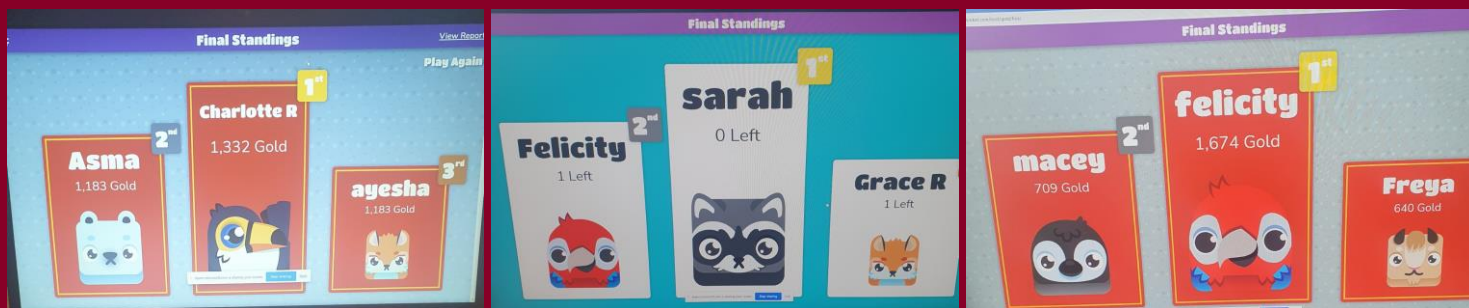 Final Standings
View Report
Play Again
1st
Charlotte R
1,332 Gold
2nd
Asma
1,183 Gold
3rd
ayesha
1,183 Gold
Final Standings
1st
sarah
0 Left
2nd
Felicity
1 Left
Grace R
1 Left
Final Standings
1st
felicity
1,674 Gold
2nd
macey
709 Gold
Freya
640 Gold